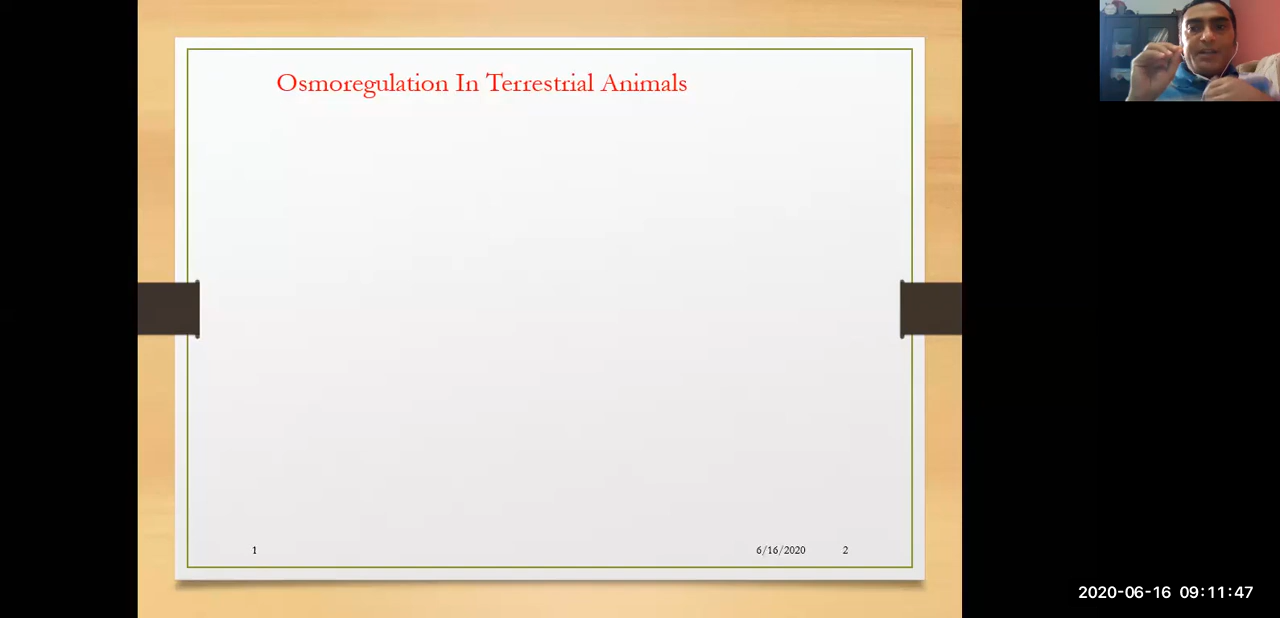 Osmoregulation In Terrestrial Animals
1
6/16/2020
2
2020-06-16 09:11:47